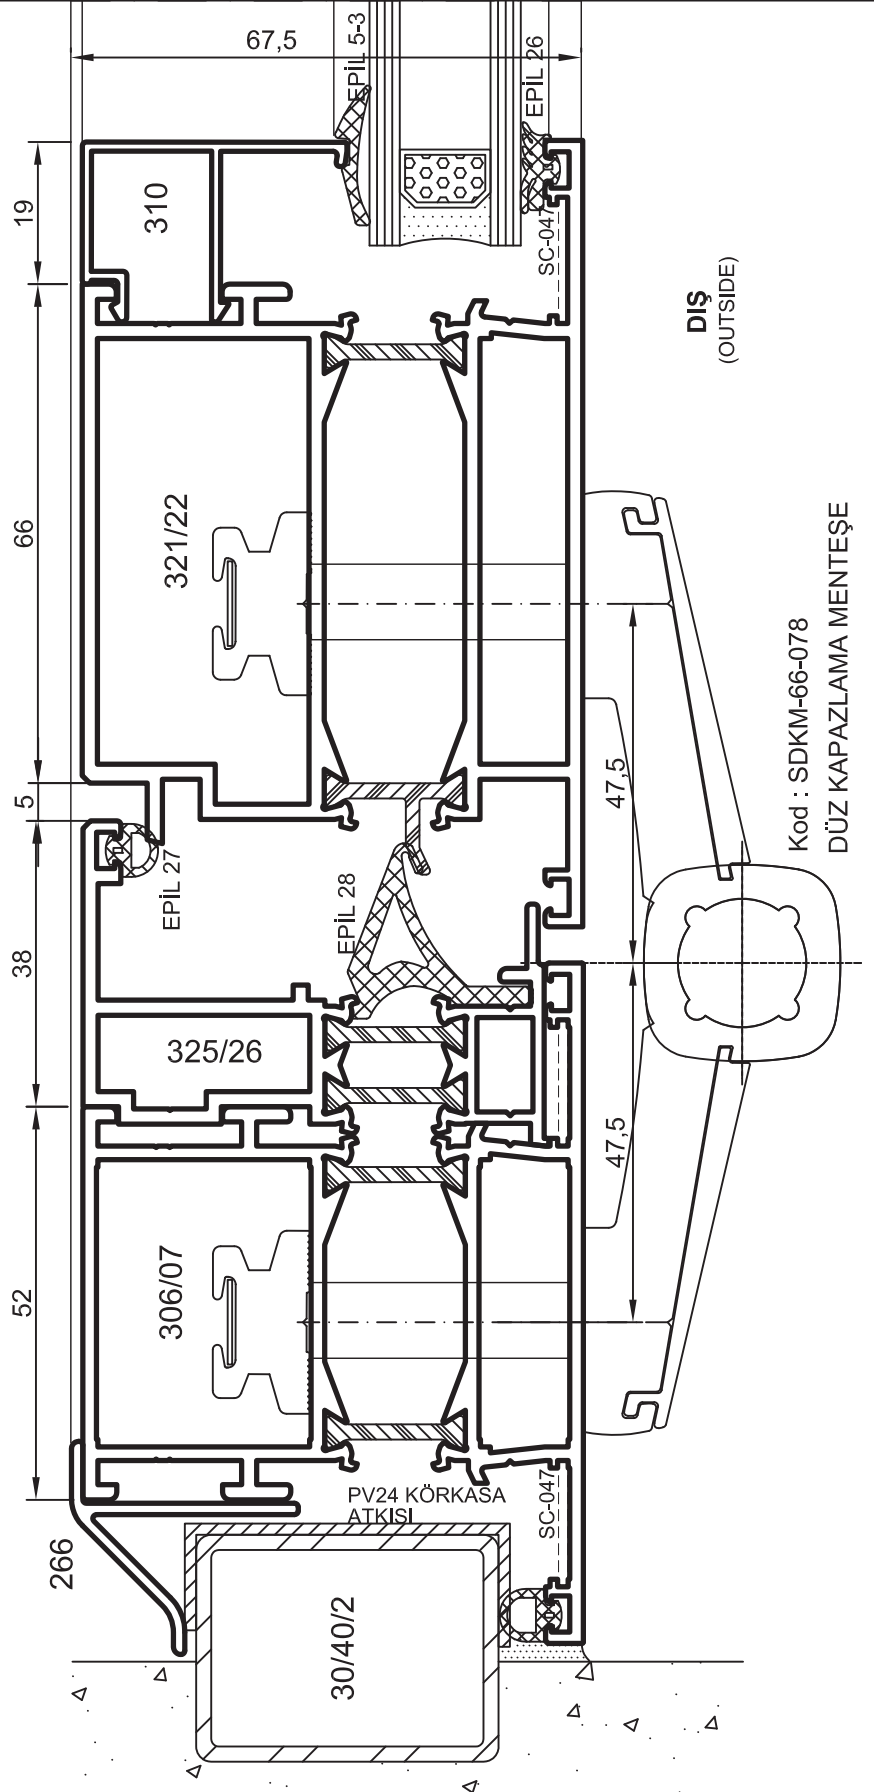 67,5
EPİL 5-3
EPİL 26
19
310
SC-047
DIŞ
(OUTSIDE)
66
321/22
5
47,5
Kod : SDKM-66-078
DÜZ KAPAZLAMA MENTEŞE
EPİL 27
EPİL 28
38
325/26
47,5
52
306/07
PV24 KÖRKASA
ATKISI
SC-047
266
30/40/2